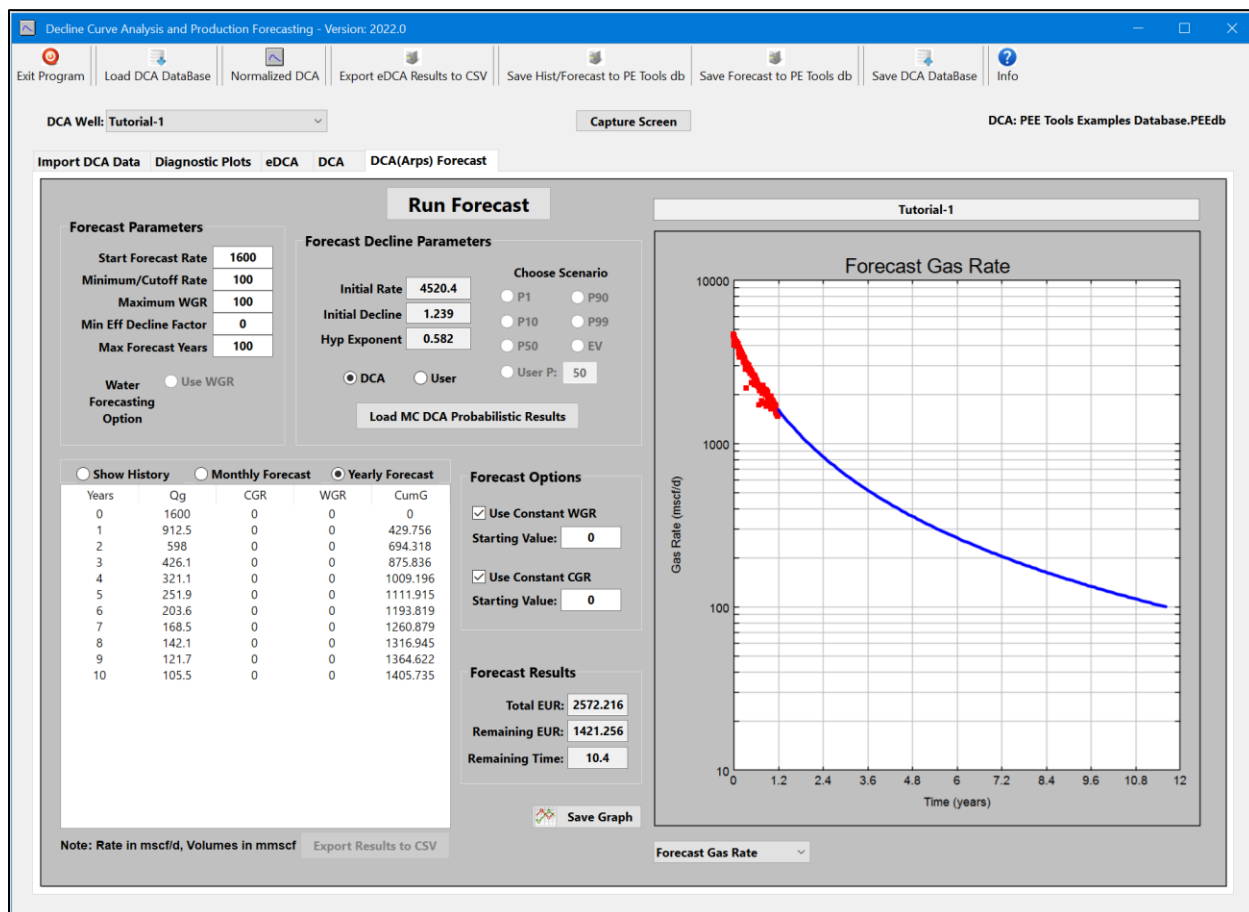 Decline Curve Analysis and Production Forecasting - Version: 2022.0
Exit Program Load DCA DataBase Normalized DCA Export eDCA Results to CSV Save Hist/Forecast to PE Tools db Save Forecast to PE Tools db Save DCA DataBase Info
DCA Well: Tutorial-1 Capture Screen DCA: PEE Tools Examples Database.PEEdb
Import DCA Data Diagnostic Plots eDCA DCA DCA(Arps) Forecast
Run Forecast
Forecast Parameters
Start Forecast Rate 1600
Minimum/Cutoff Rate 100
Maximum WGR 100
Min Eff Decline Factor 0
Max Forecast Years 100
Water
Forecasting
Option
Use WGR
Forecast Decline Parameters
Initial Rate 4520.4
Initial Decline 1.239
Hyp Exponent 0.582
DCA User
Choose Scenario
P1 P90
P10 P99
P50 EV
User P: 50
Load MC DCA Probabilistic Results
Show History Monthly Forecast Yearly Forecast
Years Qg CGR WGR CumG
0 1600 0 0 0
1 912.5 0 0 429.756
2 598 0 0 694.318
3 426.1 0 0 875.836
4 321.1 0 0 1009.196
5 251.9 0 0 1111.915
6 203.6 0 0 1193.819
7 168.5 0 0 1260.879
8 142.1 0 0 1316.945
9 121.7 0 0 1364.622
10 105.5 0 0 1405.735
Note: Rate in mscf/d, Volumes in mmscf Export Results to CSV
Forecast Options
Use Constant WGR
Starting Value: 0
Use Constant CGR
Starting Value: 0
Forecast Results
Total EUR: 2572.216
Remaining EUR: 1421.256
Remaining Time: 10.4
Save Graph
Tutorial-1
Forecast Gas Rate
10000
1000
100
10
Gas Rate (mscf/d)
0 1.2 2.4 3.6 4.8 6 7.2 8.4 9.6 10.8 12
Time (years)
Forecast Gas Rate